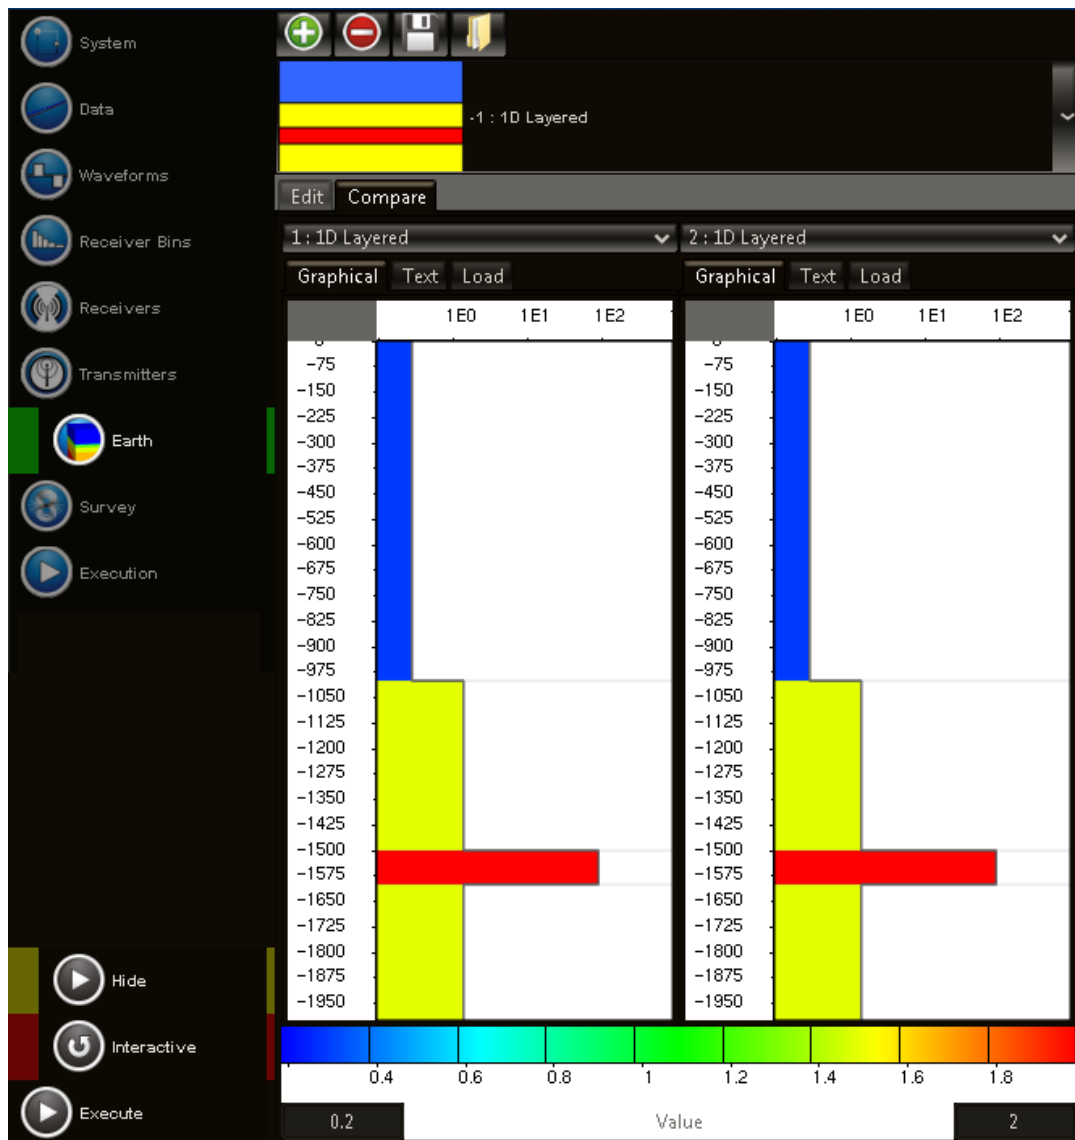 System
Data
Waveforms
Receiver Bins
Receivers
Transmitters
Earth
Survey
Execution
Hide
Interactive
Execute
-1 : 1D Layered
Edit Compare
1 : 1D Layered 2 : 1D Layered
Graphical Text Load Graphical Text Load
1E0 1E1 1E2 1E0 1E1 1E2
0 0
-75 -75
-150 -150
-225 -225
-300 -300
-375 -375
-450 -450
-525 -525
-600 -600
-675 -675
-750 -750
-825 -825
-900 -900
-975 -975
-1050 -1050
-1125 -1125
-1200 -1200
-1275 -1275
-1350 -1350
-1425 -1425
-1500 -1500
-1575 -1575
-1650 -1650
-1725 -1725
-1800 -1800
-1875 -1875
-1950 -1950
0.4 0.6 0.8 1 1.2 1.4 1.6 1.8
0.2 Value 2